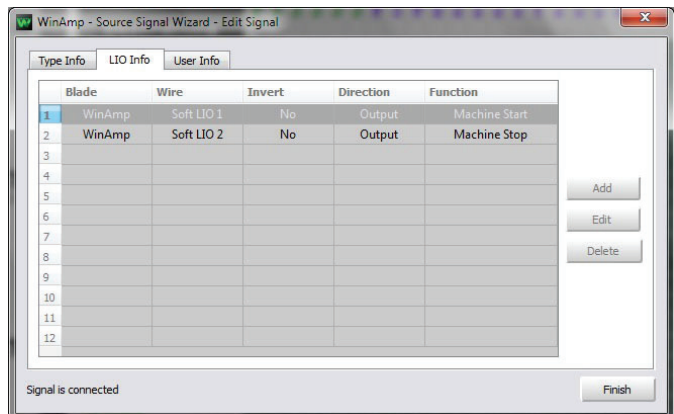 WinAmp - Source Signal Wizard - Edit Signal
Type Info LIO Info User Info
Blade Wire Invert Direction Function
1 WinAmp Soft LIO 1 No Output Machine Start
2 WinAmp Soft LIO 2 No Output Machine Stop
3
4
5
6
7
8
9
10
11
12
Add
Edit
Delete
Signal is connected Finish